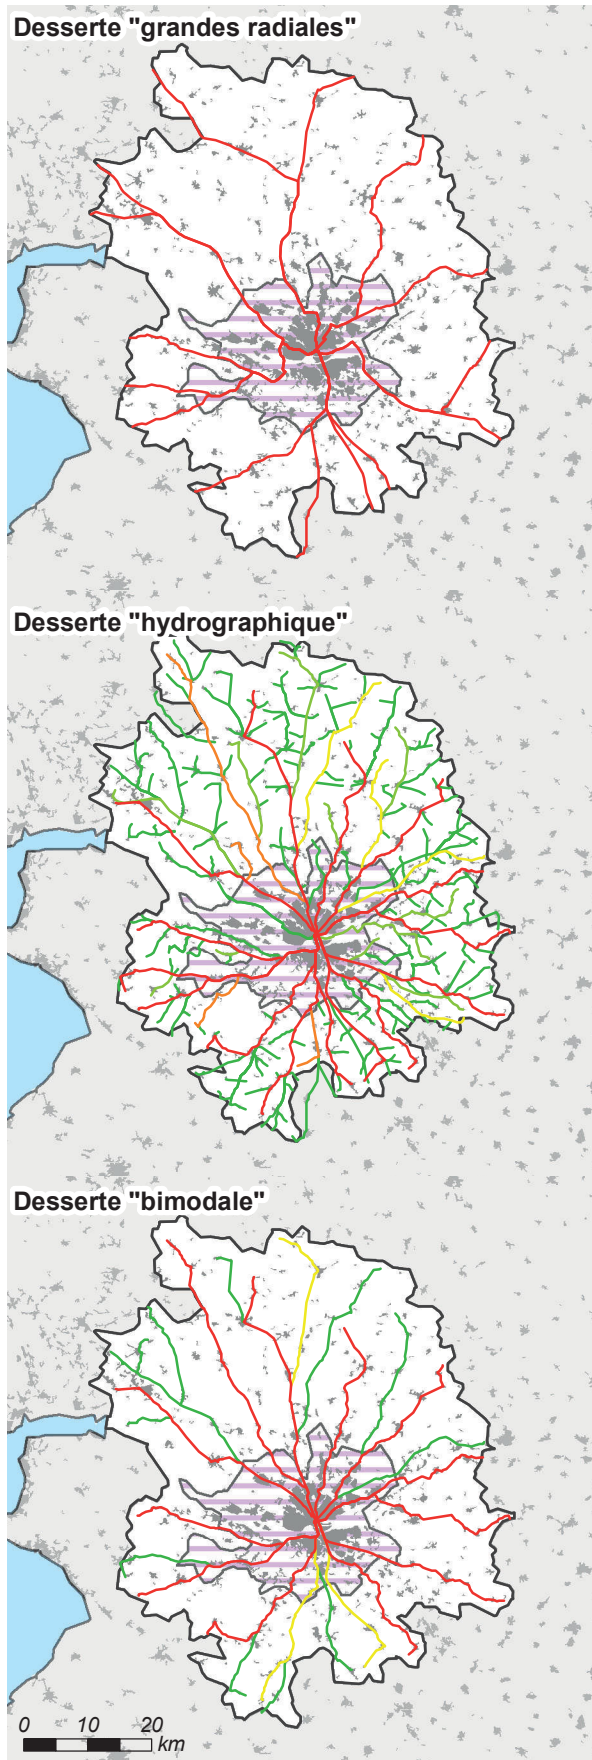 Desserte "grandes radiales"
Desserte "hydrographique"
Desserte "bimodale"
0 10 20
km